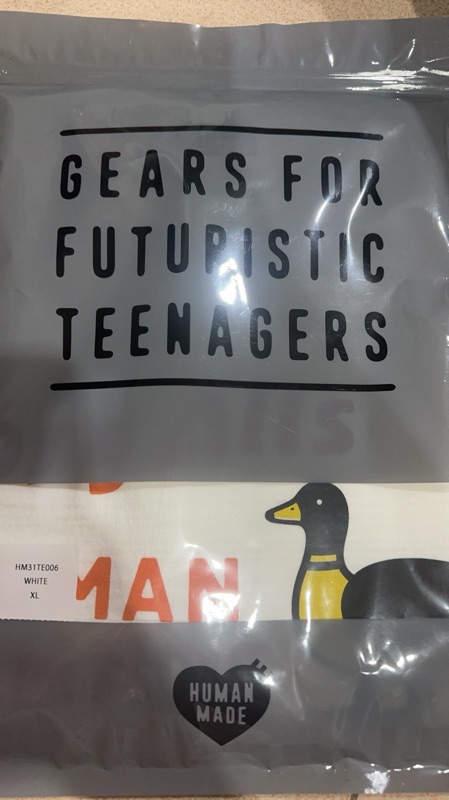 GEARS FOR
FUTURISTIC
TEENAGERS
HM31TE006
WHITE
XL
MAN
HUMAN
MADE